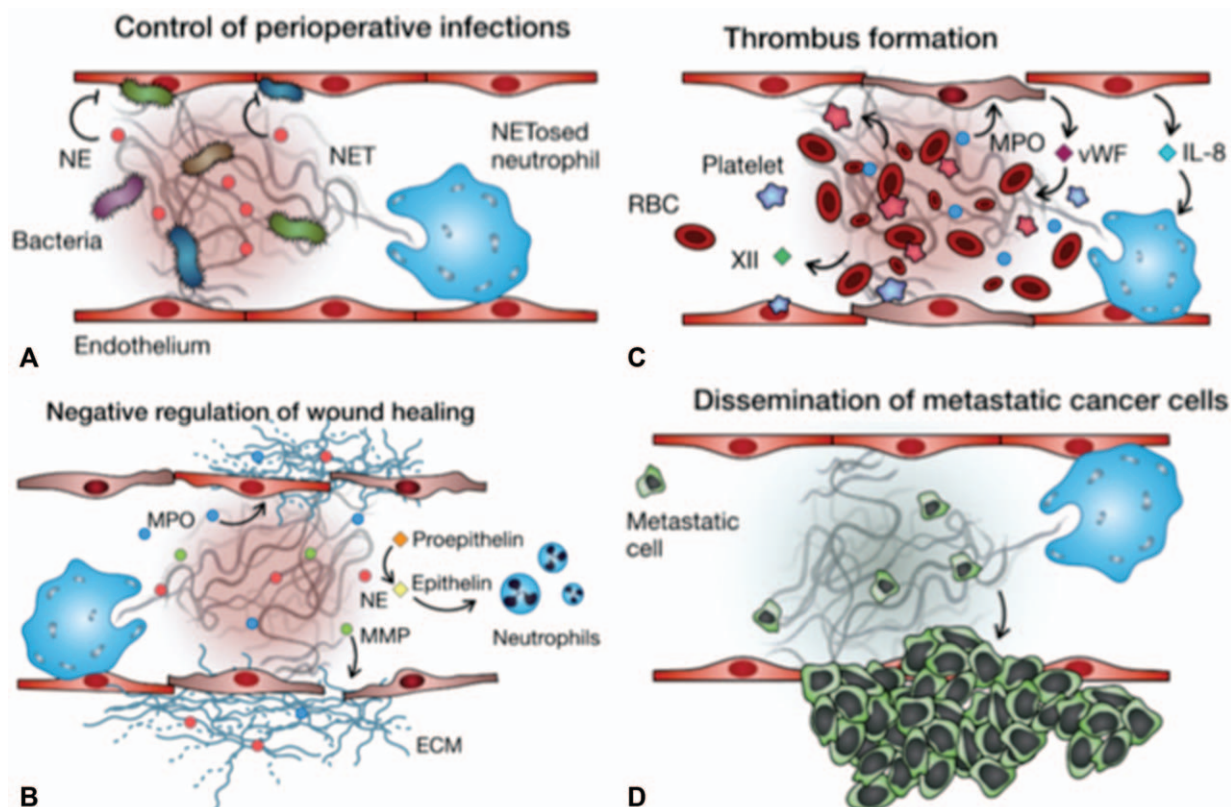 Control of perioperative infections
NE
NET
NETosed
neutrophil
Bacteria
Endothelium
A
Negative regulation of wound healing
MPO
Proepithelin
Epithelin
NE
MMP
Neutrophils
ECM
B
Thrombus formation
MPO
vWF
IL-8
Platelet
RBC
XII
C
Dissemination of metastatic cancer cells
Metastatic
cell
D